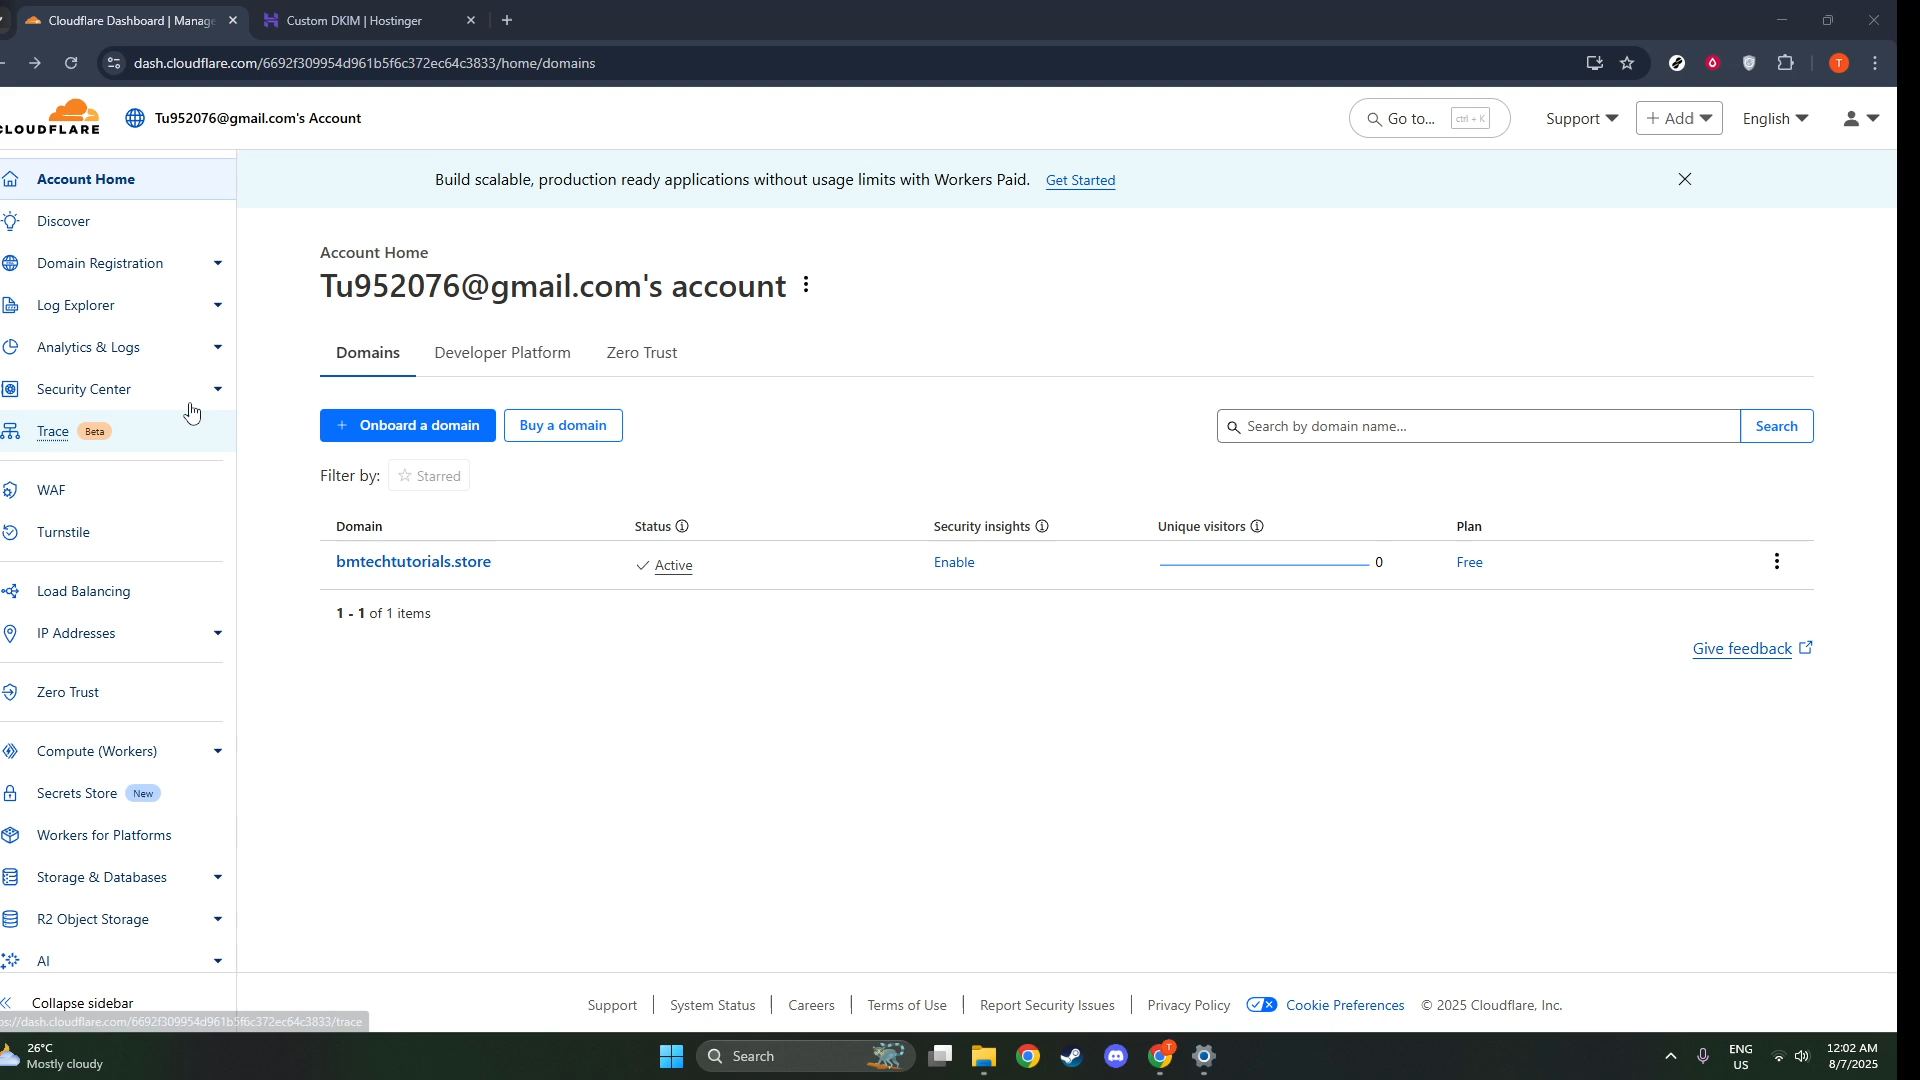 Cloudflare Dashboard | Manage
Custom DKIM | Hostinger
dash.cloudflare.com/6692f309954d961b5f6c372ec64c3833/home/domains
T
CLOUDFLARE
Tu952076@gmail.com's Account
Go to...
ctrl + K
Support
+ Add
English
Account Home
Discover
Domain Registration
Log Explorer
Analytics & Logs
Security Center
Trace
Beta
WAF
Turnstile
Load Balancing
IP Addresses
Zero Trust
Compute (Workers)
Secrets Store
New
Workers for Platforms
Storage & Databases
R2 Object Storage
AI
Collapse sidebar
Build scalable, production ready applications without usage limits with Workers Paid. Get Started
Account Home
Tu952076@gmail.com's account
Domains
Developer Platform
Zero Trust
+ Onboard a domain
Buy a domain
Search by domain name...
Search
Filter by:
Starred
Domain
Status
Security insights
Unique visitors
Plan
bmtechtutorials.store
Active
Enable
0
Free
1 - 1 of 1 items
Give feedback
Support
System Status
Careers
Terms of Use
Report Security Issues
Privacy Policy
Cookie Preferences
© 2025 Cloudflare, Inc.
ps://dash.cloudflare.com/6692f309954d961b5f6c372ec64c3833/trace
26°C
Mostly cloudy
Search
T
ENG
US
12:02 AM
8/7/2025